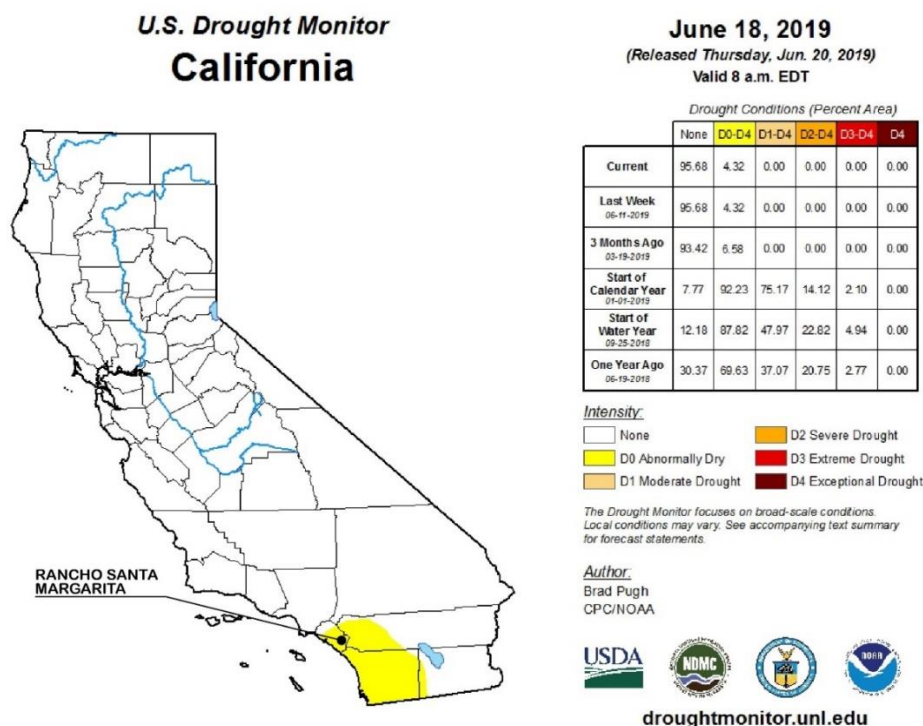 U.S. Drought Monitor
California
June 18, 2019
(Released Thursday, Jun. 20, 2019)
Valid 8 a.m. EDT
Drought Conditions (Percent Area)
None D0-D4 D1-D4 D2-D4 D3-D4 D4
Current 95.68 4.32 0.00 0.00 0.00 0.00
Last Week
06-11-2019 95.68 4.32 0.00 0.00 0.00 0.00
3 Months Ago
03-19-2019 93.42 6.58 0.00 0.00 0.00 0.00
Start of
Calendar Year
01-01-2019 7.77 92.23 75.17 14.12 2.10 0.00
Start of
Water Year
09-25-2018 12.18 87.82 47.97 22.82 4.94 0.00
One Year Ago
06-19-2018 30.37 69.63 37.07 20.75 2.77 0.00
Intensity:
None
D0 Abnormally Dry
D1 Moderate Drought
D2 Severe Drought
D3 Extreme Drought
D4 Exceptional Drought
The Drought Monitor focuses on broad-scale conditions.
Local conditions may vary. See accompanying text summary
for forecast statements.
Author:
Brad Pugh
CPC/NOAA
RANCHO SANTA
MARGARITA
USDA
NDMC
NOAA
droughtmonitor.unl.edu